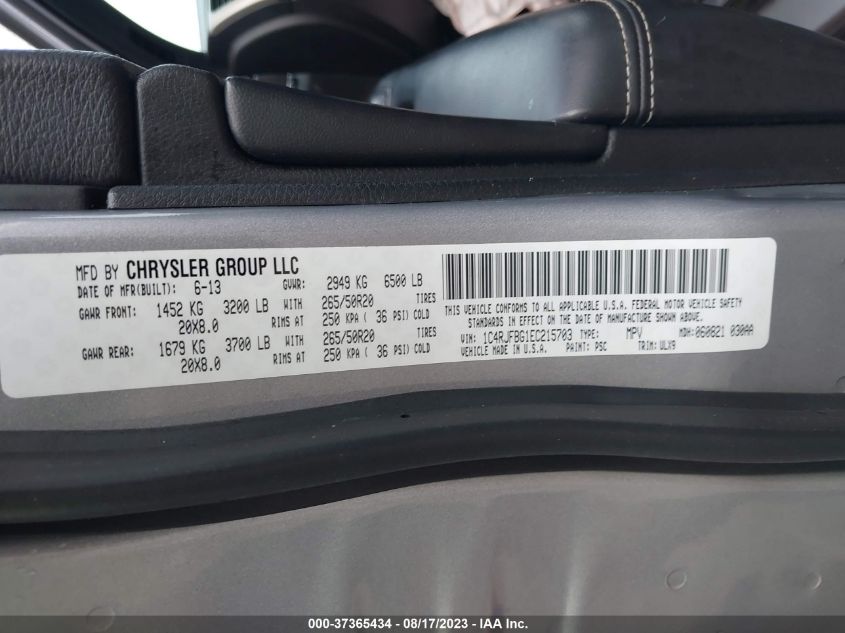 MFD BY CHRYSLER GROUP LLC
DATE OF MFR(BUILT): 6-13 GVWR: 2949 KG 6500 LB
GAWR FRONT: 1452 KG 3200 LB WITH 265/50R20 TIRES
20X8.0 RIMS AT 250 KPA ( 36 PSI) COLD
GAWR REAR: 1679 KG 3700 LB WITH 265/50R20 TIRES
20X8.0 RIMS AT 250 KPA ( 36 PSI) COLD
THIS VEHICLE CONFORMS TO ALL APPLICABLE U.S.A. FEDERAL MOTOR VEHICLE SAFETY
STANDARDS IN EFFECT ON THE DATE OF MANUFACTURE SHOWN ABOVE.
VIN: 1C4RJFBG1EC215703 TYPE: MPV MDH: 060821 030AA
VEHICLE MADE IN U.S.A. PAINT: PSC TRIM: ULX9
000-37365434 - 08/17/2023 - IAA Inc.